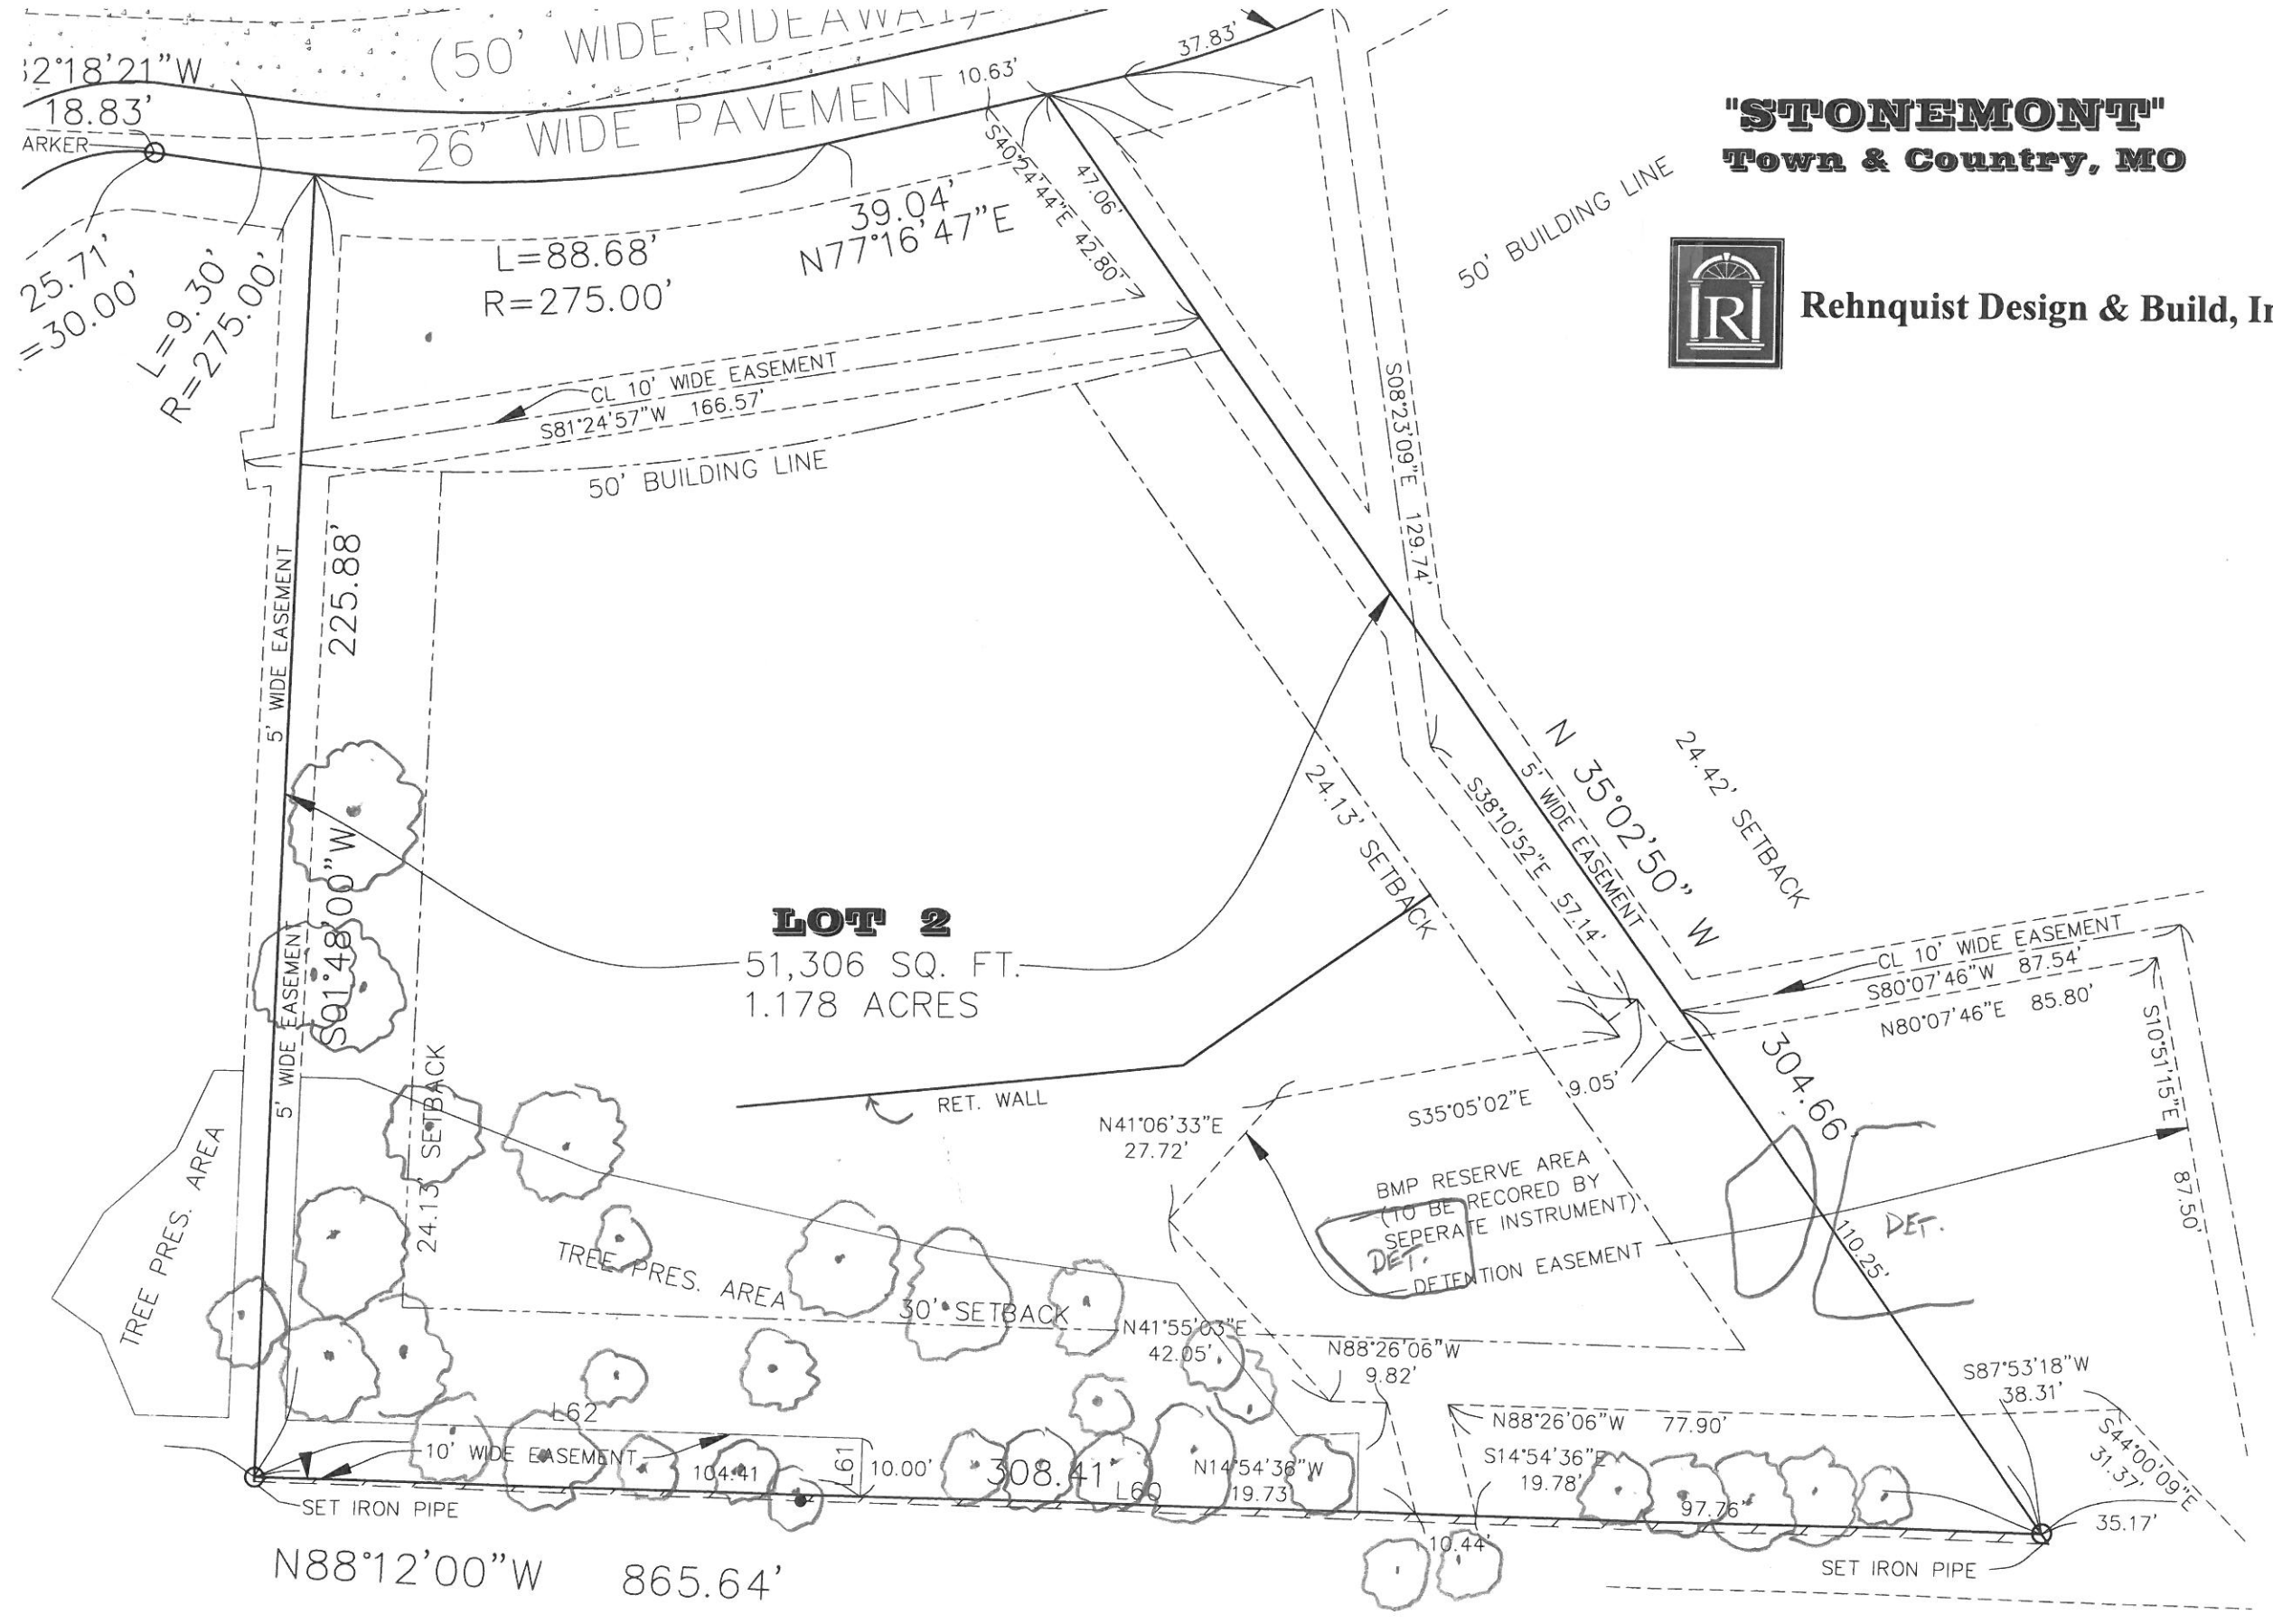 (50' WIDE RIDEAWAY)
2°18'21"W
18.83'
ARKER
26' WIDE PAVEMENT
10.63'
37.83'
"STONEMONT"
Town & Country, MO
50' BUILDING LINE
Rehnquist Design & Build,
R
25.71'
=30.00'
L=9.30'
R=275.00'
L=88.68'
R=275.00'
39.04'
N77°16'47"E
S40°24'44"E 42.80'
47.06'
CL 10' WIDE EASEMENT
S81°24'57"W 166.57'
50' BUILDING LINE
S08°23'09"E 129.74'
5' WIDE EASEMENT
225.88'
S01°48'00"W
5' WIDE EASEMENT
24.13' SETBACK
N 35°02'50" W
5' WIDE EASEMENT
S38°10'52"E 57.14'
24.42' SETBACK
LOT 2
51,306 SQ. FT.
1.178 ACRES
CL 10' WIDE EASEMENT
S80°07'46"W 87.54'
N80°07'46"E 85.80'
S10°51'15"E
87.50'
304.66
RET. WALL
24.13' SETBACK
N41°06'33"E
27.72'
S35°05'02"E 9.05'
BMP RESERVE AREA
(TO BE RECORED BY
SEPERATE INSTRUMENT)
DET.
DETENTION EASEMENT
DET.
110.25'
TREE PRES. AREA
TREE PRES. AREA
30' SETBACK
N41°55'03"E
42.05'
N88°26'06"W
9.82'
S87°53'18"W
38.31'
N88°26'06"W 77.90'
S44°00'09"E
31.37'
L62
10' WIDE EASEMENT
104.41
L61
10.00'
308.41'
L60
N14°54'36"W
19.73'
S14°54'36"E
19.78'
97.76'
10.44'
35.17'
SET IRON PIPE
SET IRON PIPE
N88°12'00"W 865.64'